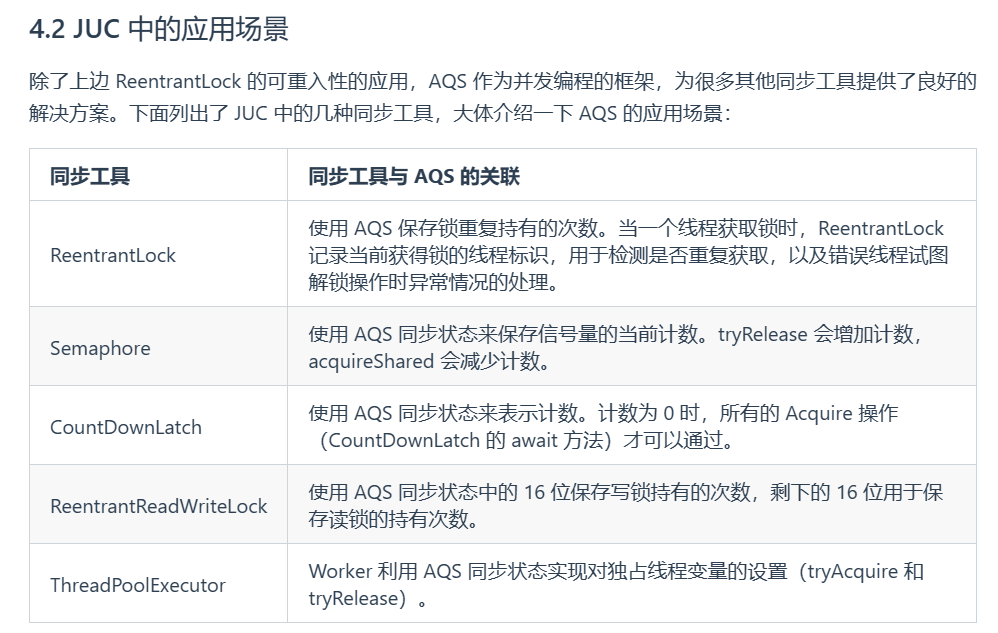 4.2 JUC 中的应用场景
除了上边 ReentrantLock 的可重入性的应用，AQS 作为并发编程的框架，为很多其他同步工具提供了良好的
解决方案。下面列出了 JUC 中的几种同步工具，大体介绍一下 AQS 的应用场景：
同步工具
同步工具与 AQS 的关联
ReentrantLock
使用 AQS 保存锁重复持有的次数。当一个线程获取锁时，ReentrantLock
记录当前获得锁的线程标识，用于检测是否重复获取，以及错误线程试图
解锁操作时异常情况的处理。
Semaphore
使用 AQS 同步状态来保存信号量的当前计数。tryRelease 会增加计数，
acquireShared 会减少计数。
CountDownLatch
使用 AQS 同步状态来表示计数。计数为 0 时，所有的 Acquire 操作
（CountDownLatch 的 await 方法）才可以通过。
ReentrantReadWriteLock
使用 AQS 同步状态中的 16 位保存写锁持有的次数，剩下的 16 位用于保
存读锁的持有次数。
ThreadPoolExecutor
Worker 利用 AQS 同步状态实现对独占线程变量的设置（tryAcquire 和
tryRelease）。